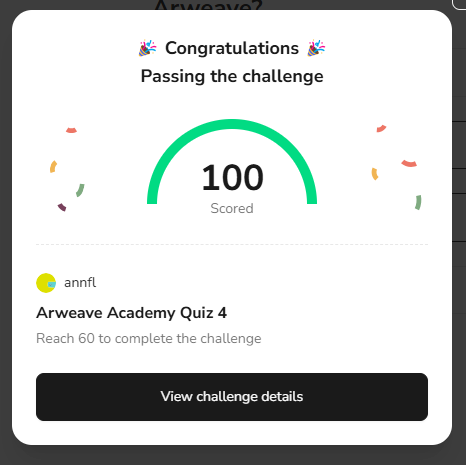 Arweave?
🎉 Congratulations 🎉
Passing the challenge
100
Scored
annfl
Arweave Academy Quiz 4
Reach 60 to complete the challenge
View challenge details